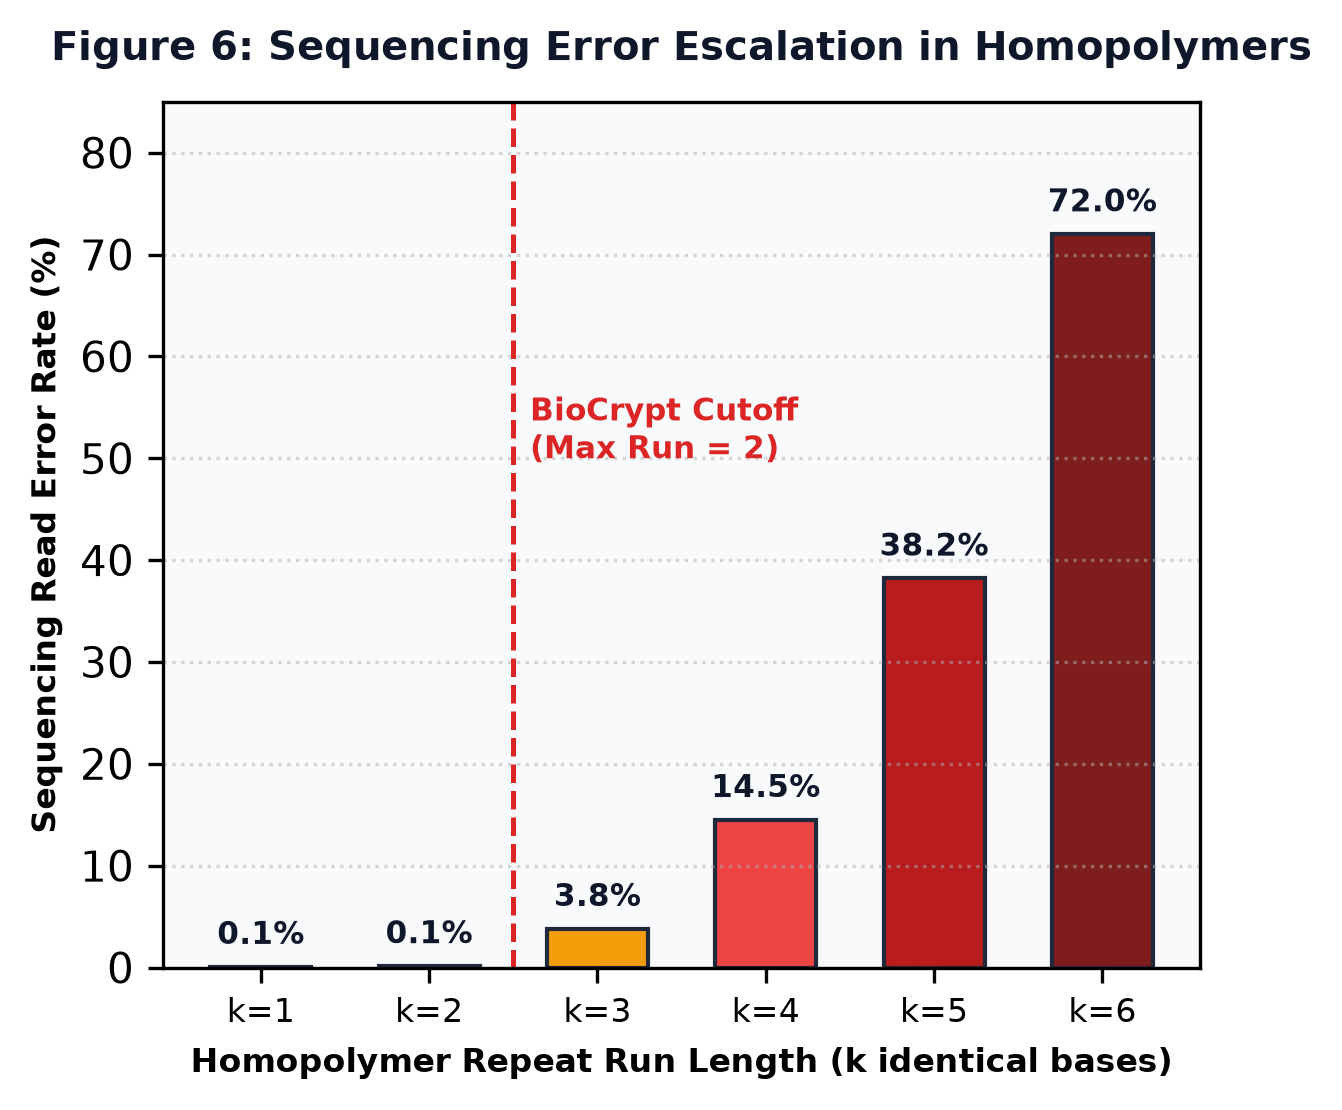 Figure 6: Sequencing Error Escalation in Homopolymers
Sequencing Read Error Rate (%)
80
70
60
50
40
30
20
10
0
BioCrypt Cutoff
(Max Run = 2)
0.1%
0.1%
3.8%
14.5%
38.2%
72.0%
k=1
k=2
k=3
k=4
k=5
k=6
Homopolymer Repeat Run Length (k identical bases)